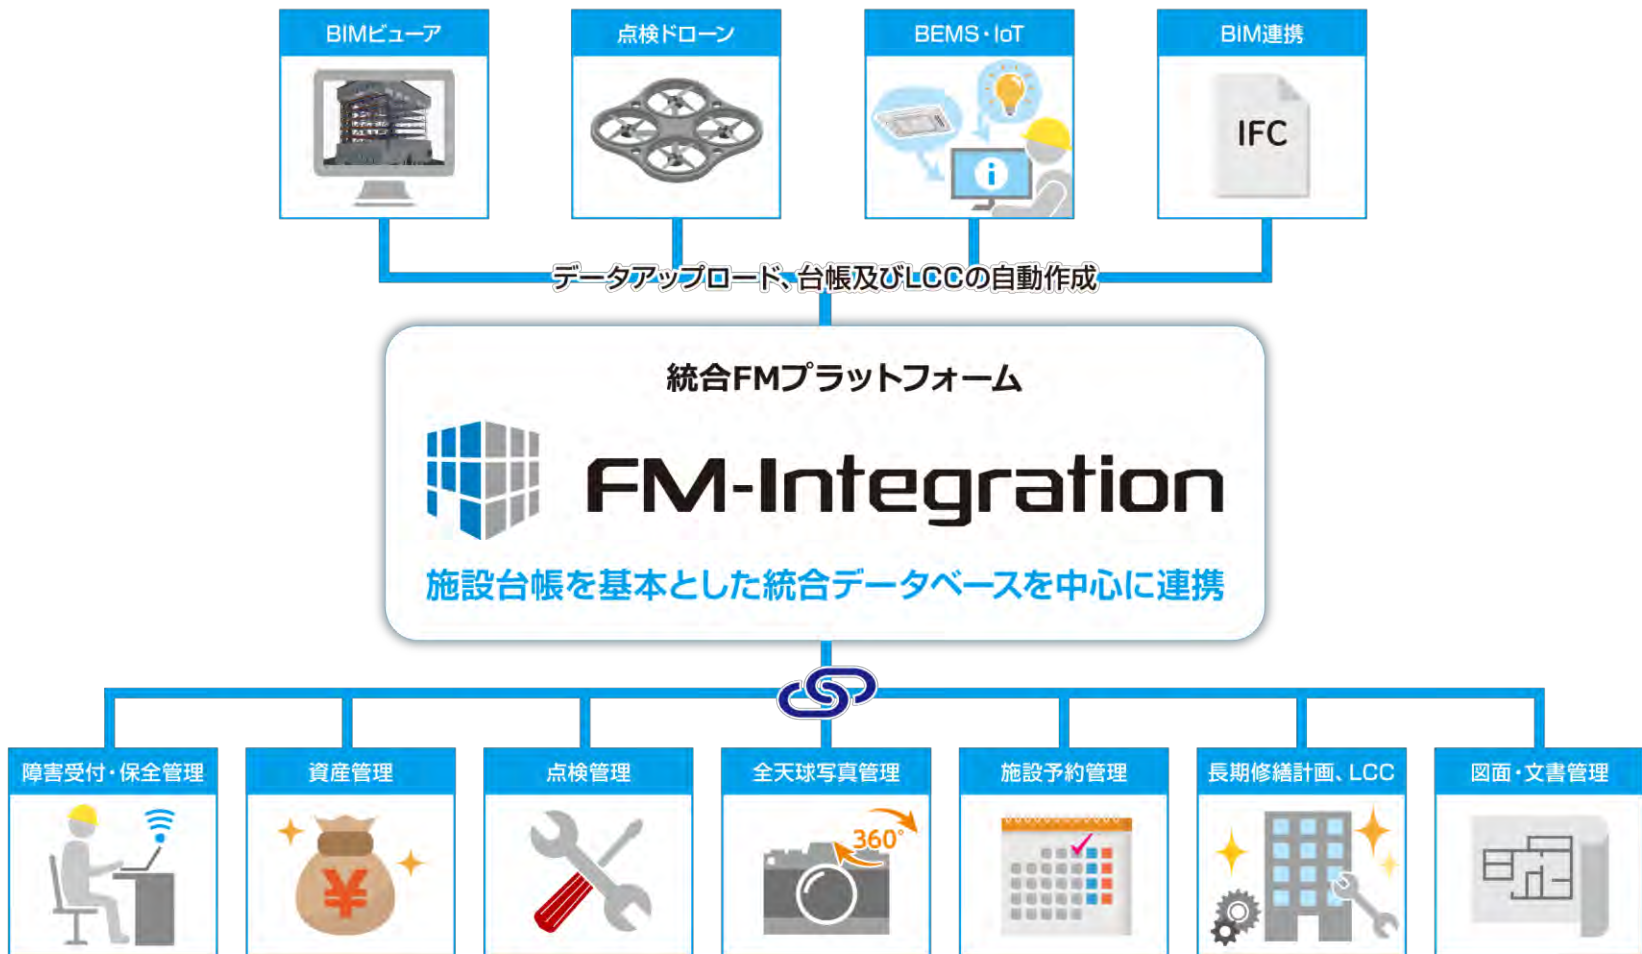 BIMビューア
点検ドローン
BEMS・IoT
BIM連携
IFC
データアップロード、台帳及びLCCの自動作成
統合FMプラットフォーム
FM-Integration
施設台帳を基本とした統合データベースを中心に連携
障害受付・保全管理
資産管理
点検管理
全天球写真管理
施設予約管理
長期修繕計画、LCC
図面・文書管理
¥
360°